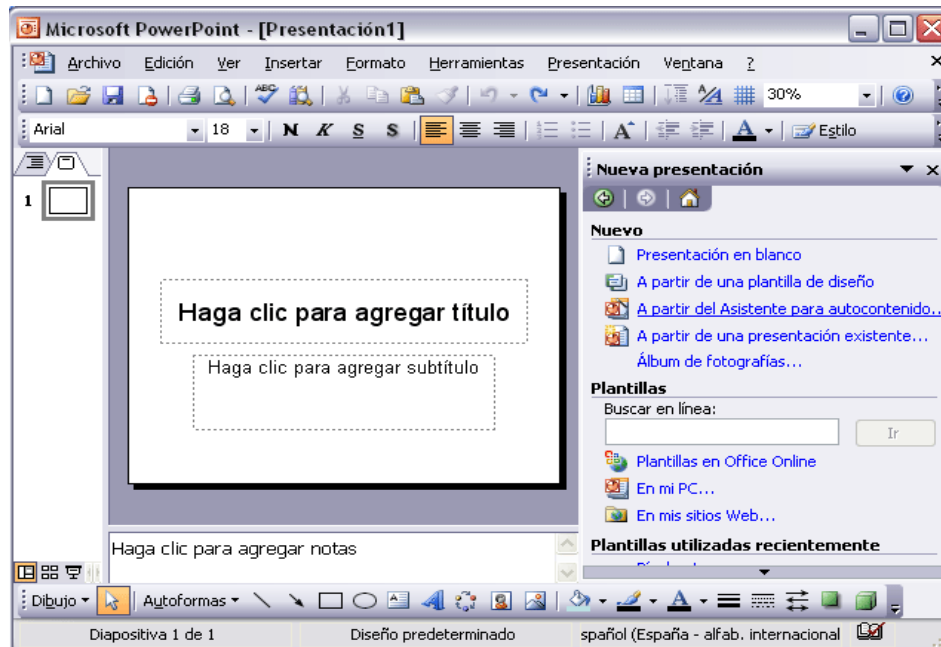 Microsoft PowerPoint - [Presentación1]
Archivo Edición Ver Insertar Formato Herramientas Presentación Ventana ?
30%
Arial 18 N K S S Estilo
1
Nueva presentación
Nuevo
Presentación en blanco
A partir de una plantilla de diseño
A partir del Asistente para autocontenido..
A partir de una presentación existente...
Álbum de fotografías...
Plantillas
Buscar en línea:
Ir
Plantillas en Office Online
En mi PC...
En mis sitios Web...
Plantillas utilizadas recientemente
Haga clic para agregar título
Haga clic para agregar subtítulo
Haga clic para agregar notas
Dibujo Autoformas
Diapositiva 1 de 1 Diseño predeterminado spañol (España - alfab. internacional